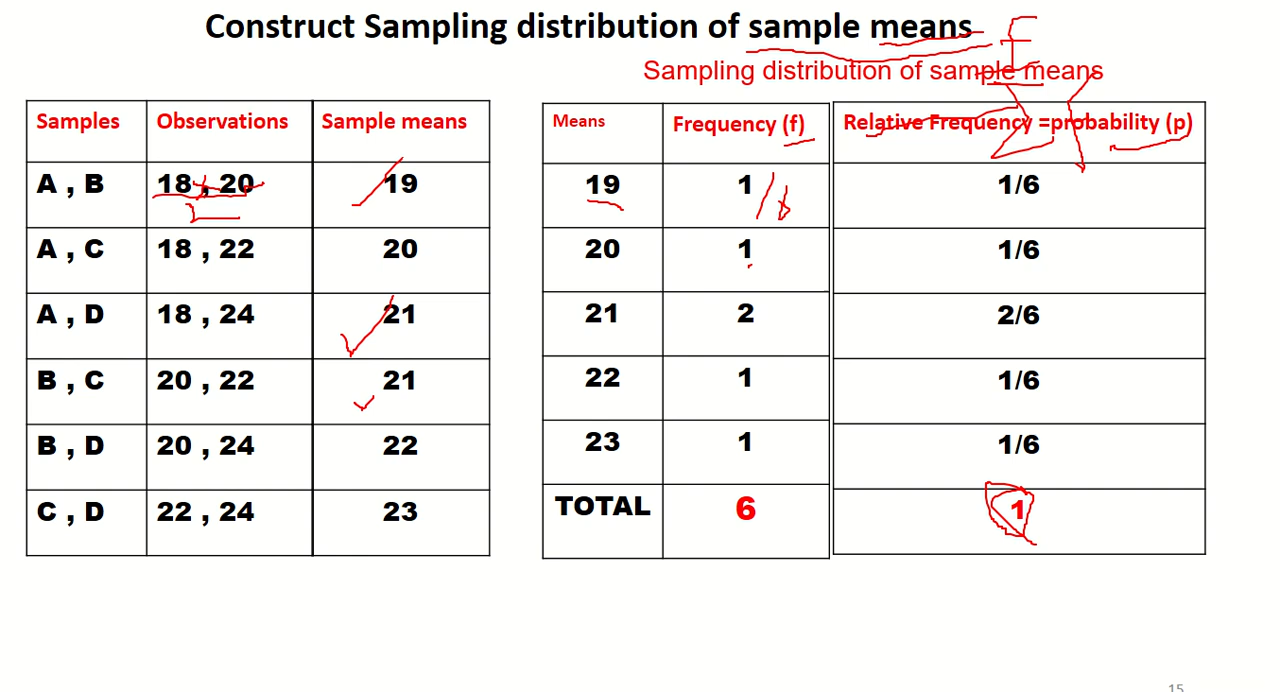 Construct Sampling distribution of sample means
Sampling distribution of sample means
Samples Observations Sample means
A , B 18 , 20 19
A , C 18 , 22 20
A , D 18 , 24 21
B , C 20 , 22 21
B , D 20 , 24 22
C , D 22 , 24 23
Means Frequency (f) Relative Frequency =probability (p)
19 1 1/6
20 1 1/6
21 2 2/6
22 1 1/6
23 1 1/6
TOTAL 6 1
15